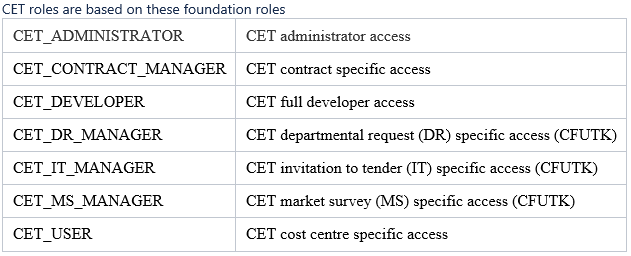 CET roles are based on these foundation roles
CET_ADMINISTRATOR CET administrator access
CET_CONTRACT_MANAGER CET contract specific access
CET_DEVELOPER CET full developer access
CET_DR_MANAGER CET departmental request (DR) specific access (CFUTK)
CET_IT_MANAGER CET invitation to tender (IT) specific access (CFUTK)
CET_MS_MANAGER CET market survey (MS) specific access (CFUTK)
CET_USER CET cost centre specific access